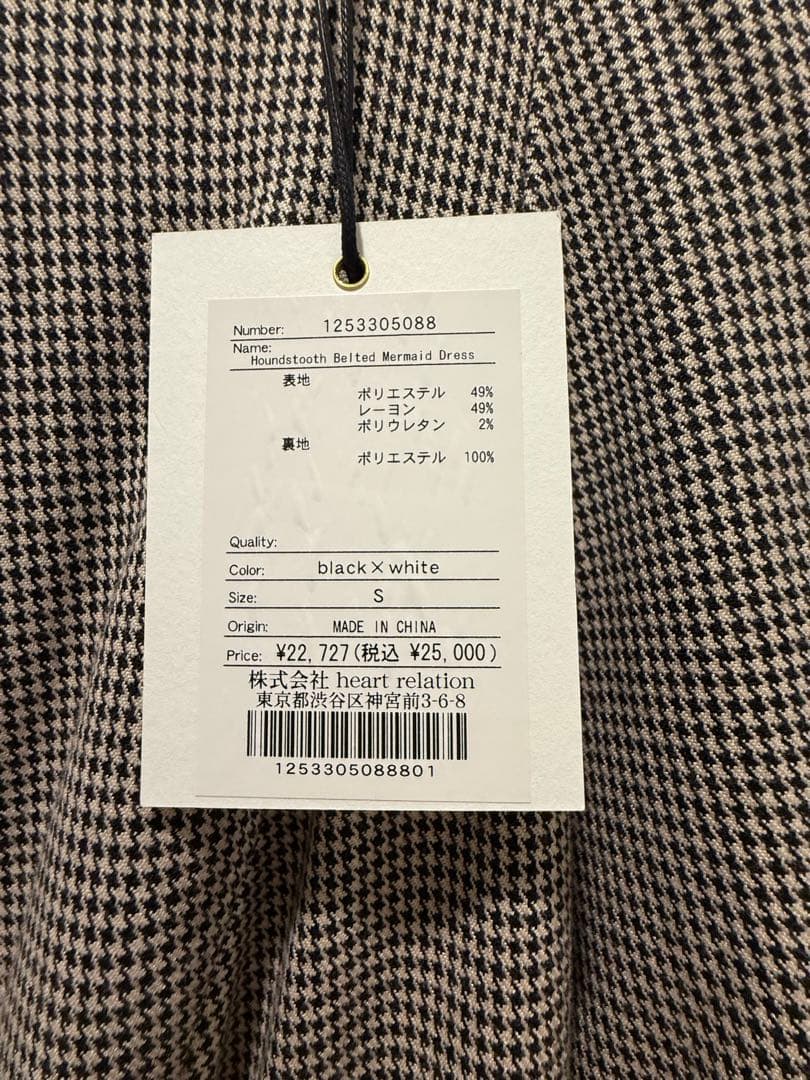 Number: 1253305088
Name:
Houndstooth Belted Mermaid Dress
表地
ポリエステル 49%
レーヨン 49%
ポリウレタン 2%
裏地
ポリエステル 100%
Quality:
Color: black×white
Size: S
Origin: MADE IN CHINA
Price: ¥22,727(税込 ¥25,000)
株式会社 heart relation
東京都渋谷区神宮前3-6-8
1253305088801